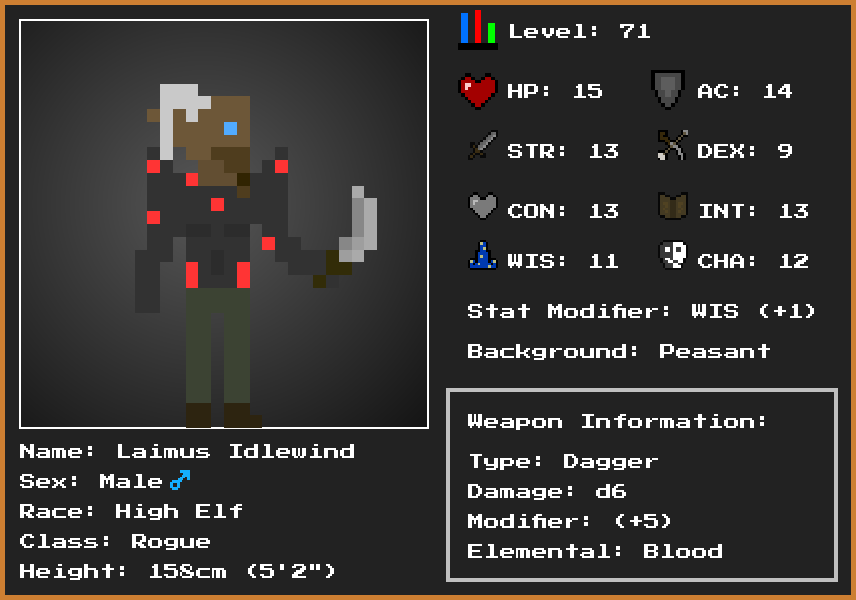 Level: 71
HP: 15 AC: 14
STR: 13 DEX: 9
CON: 13 INT: 13
WIS: 11 CHA: 12
Stat Modifier: WIS (+1)
Background: Peasant
Weapon Information:
Type: Dagger
Damage: d6
Modifier: (+5)
Elemental: Blood
Name: Laimus Idlewind
Sex: Male♂
Race: High Elf
Class: Rogue
Height: 158cm (5'2")